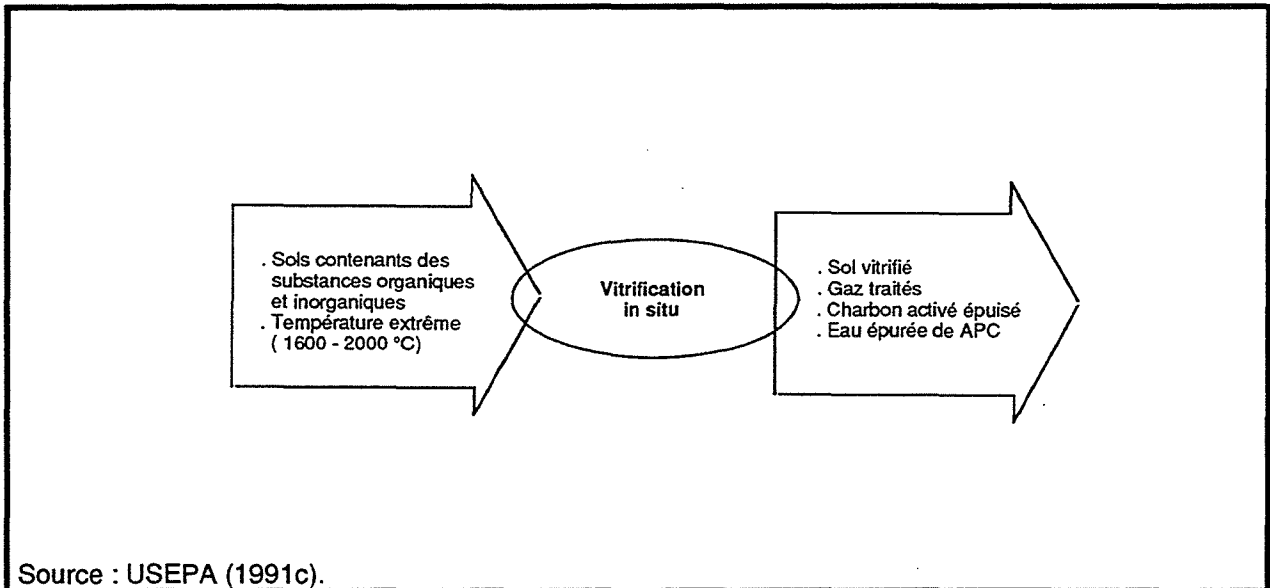 . Sols contenants des
substances organiques
et inorganiques
. Température extrême
( 1600 - 2000 °C)
Vitrification
in situ
. Sol vitrifié
. Gaz traités
. Charbon activé épuisé
. Eau épurée de APC
Source : USEPA (1991c).